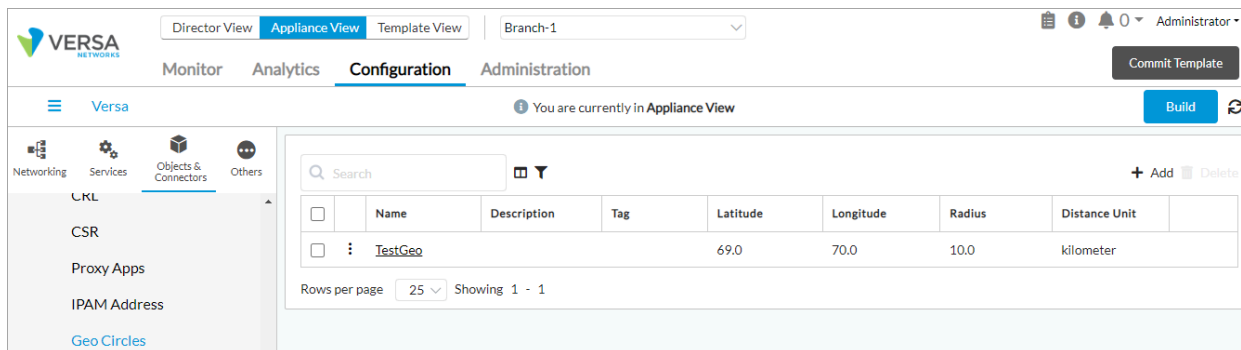 VERSA
NETWORKS
Director View Appliance View Template View Branch-1 0 Administrator
Monitor Analytics Configuration Administration Commit Template
Versa You are currently in Appliance View Build
Networking Services Objects & Connectors Others
Search Add Delete
CRL
CSR
Proxy Apps
IPAM Address
Geo Circles
Name Description Tag Latitude Longitude Radius Distance Unit
TestGeo 69.0 70.0 10.0 kilometer
Rows per page 25 Showing 1 - 1